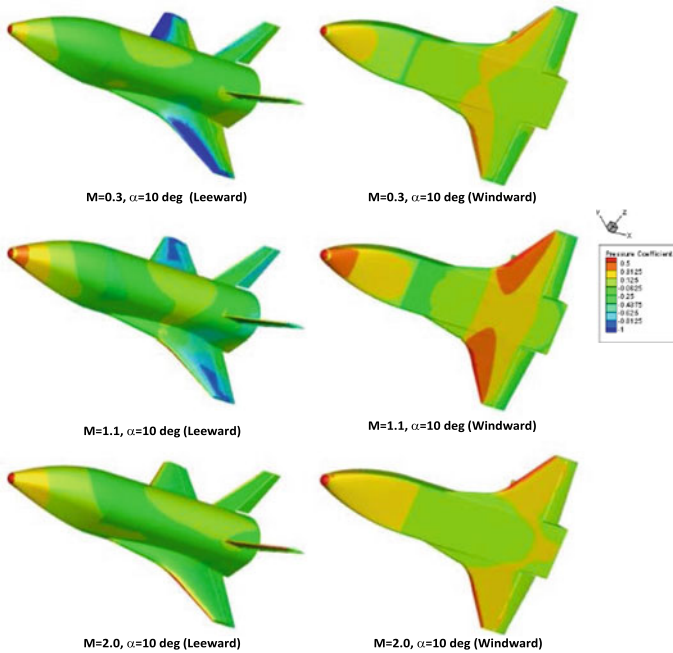 M=0.3, α=10 deg (Leeward)
M=0.3, α=10 deg (Windward)
M=1.1, α=10 deg (Leeward)
M=1.1, α=10 deg (Windward)
Y Z
X
Pressure Coefficient
0.5
0.3125
0.125
-0.0625
-0.25
-0.4375
-0.625
-0.8125
-1
M=2.0, α=10 deg (Leeward)
M=2.0, α=10 deg (Windward)